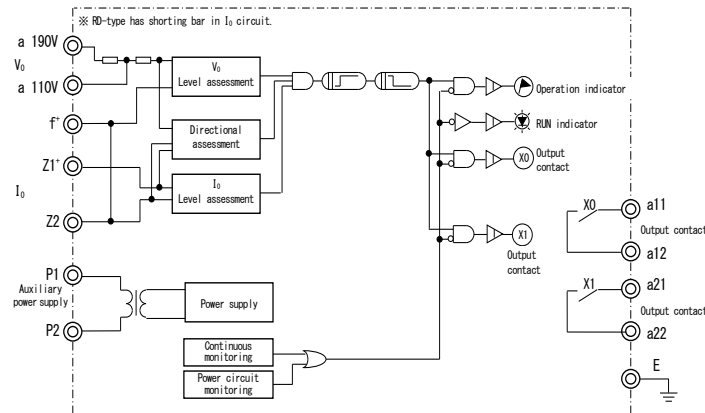 ※ RD-type has shorting bar in I₀ circuit.
a 190V
V₀
a 110V
f⁺
Z1⁺
I₀
Z2
P1
Auxiliary
power supply
P2
V₀
Level assessment
Directional
assessment
I₀
Level assessment
Power supply
Continuous
monitoring
Power circuit
monitoring
Operation indicator
RUN indicator
X0
Output
contact
X1
Output
contact
X0
a11
Output contact
a12
X1
a21
Output contact
a22
E